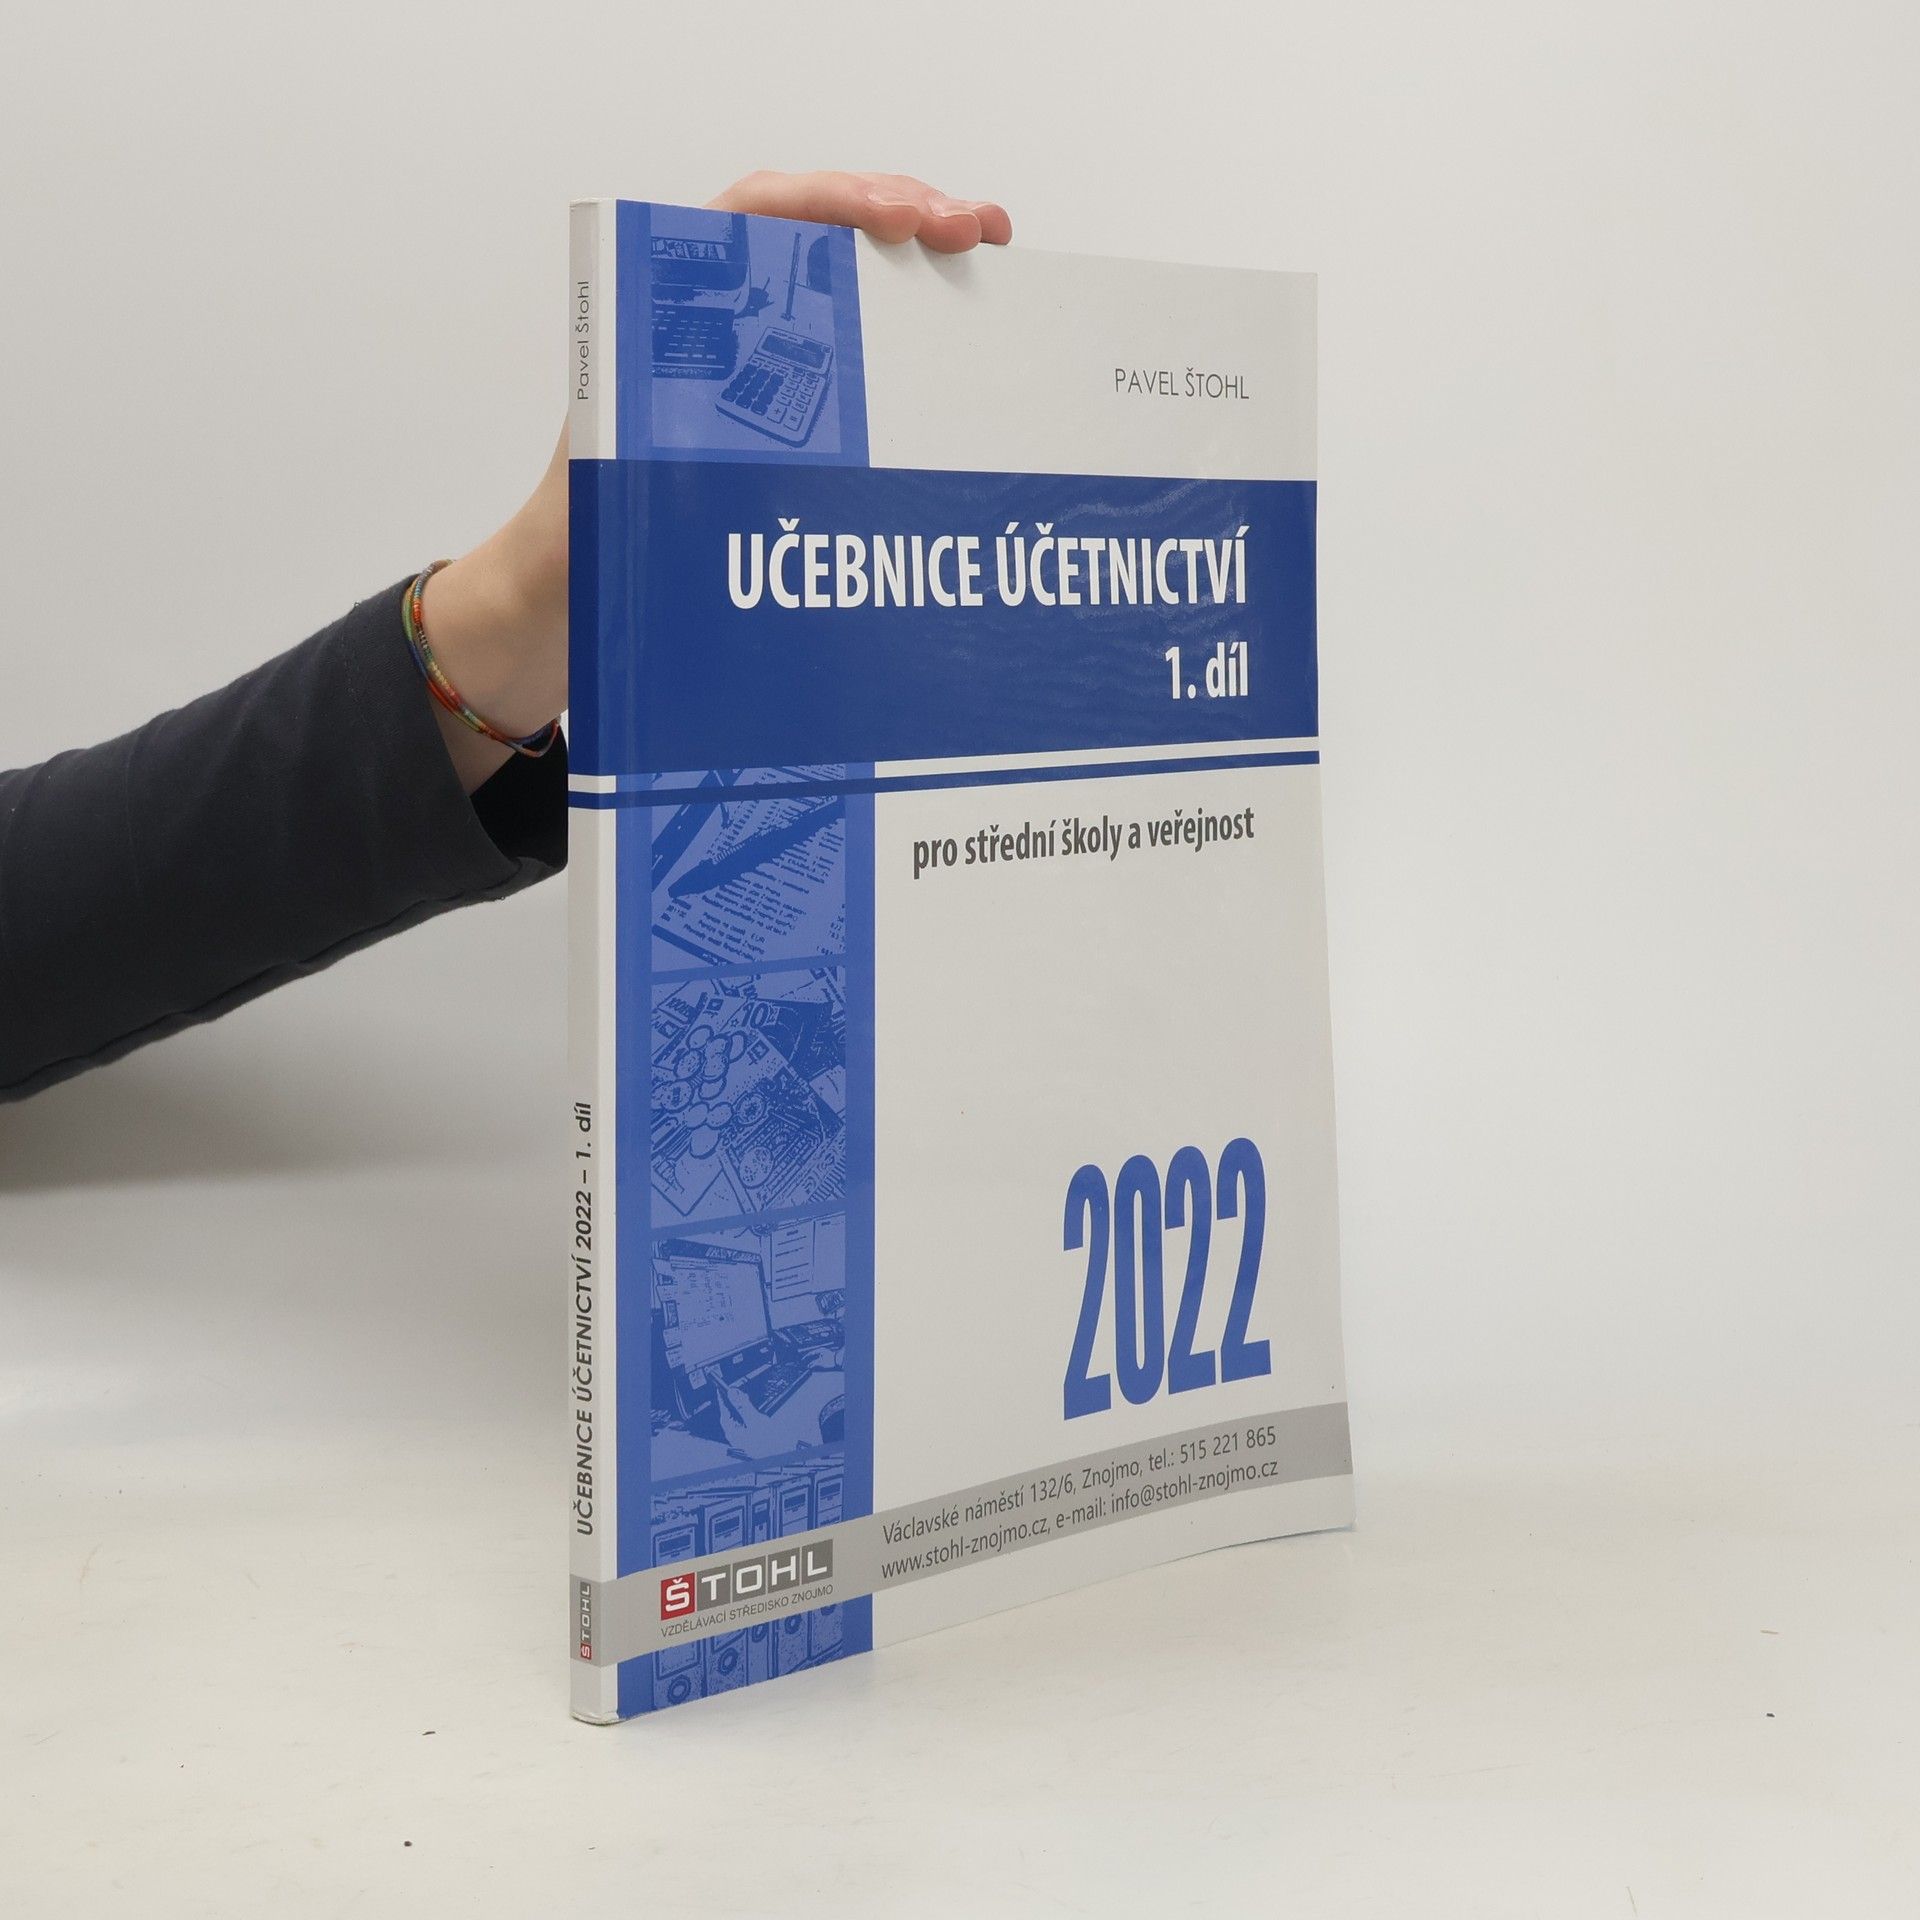 PAVEL ŠTOHL
UČEBNICE ÚČETNICTVÍ
1. díl
pro střední školy a veřejnost
2022
Václavské náměstí 132/6, Znojmo, tel.: 515 221 865
www.stohl-znojmo.cz, e-mail: info@stohl-znojmo.cz
ŠTOHL
VZDĚLÁVACÍ STŘEDISKO ZNOJMO
Pavel Štohl
UČEBNICE ÚČETNICTVÍ 2022 – 1. díl
ŠTOHL